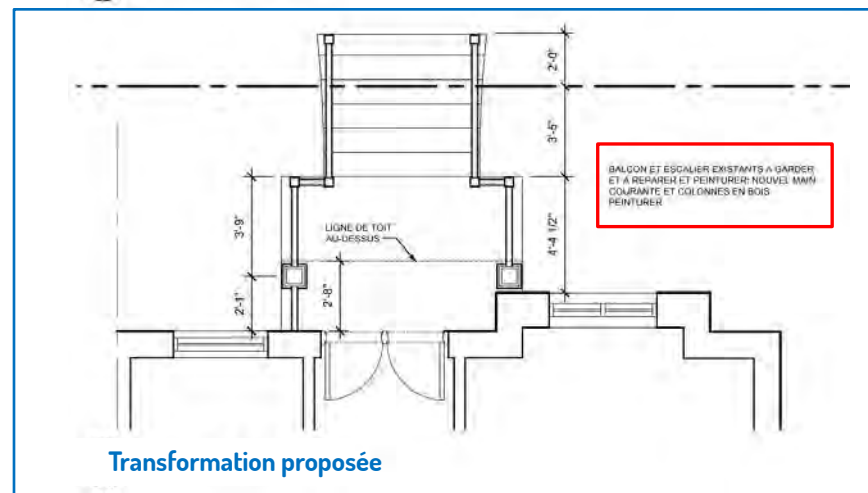 2'-0"
3'-5"
BALCON ET ESCALIER EXISTANTS A GARDER
ET A REPARER ET PEINTURER; NOUVEL MAIN
COURANTE ET COLONNES EN BOIS
PEINTURER
3'-9"
LIGNE DE TOIT
AU-DESSUS
4'-4 1/2"
2'-8"
2'-1"
Transformation proposée